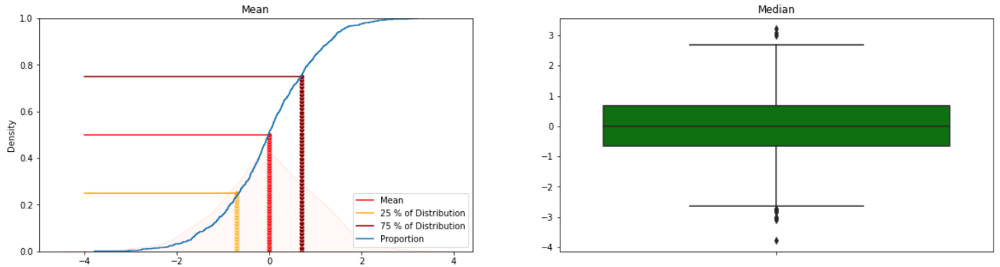 Mean
1.0
0.8
0.6
0.4
0.2
0.0
Density
−4
−2
0
2
4
Mean
25 % of Distribution
75 % of Distribution
Proportion
Median
3
2
1
0
−1
−2
−3
−4